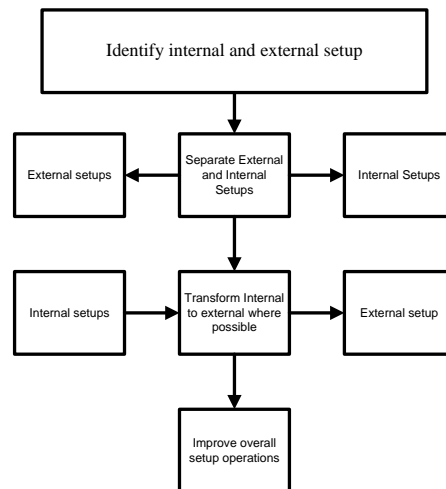 Identify internal and external setup
External setups
Separate External
and Internal
Setups
Internal Setups
Internal setups
Transform Internal
to external where
possible
External setup
Improve overall
setup operations